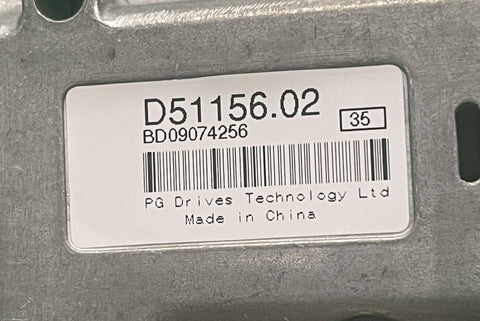 D51156.02
BD09074256
35
PG Drives Technology Ltd
Made in China